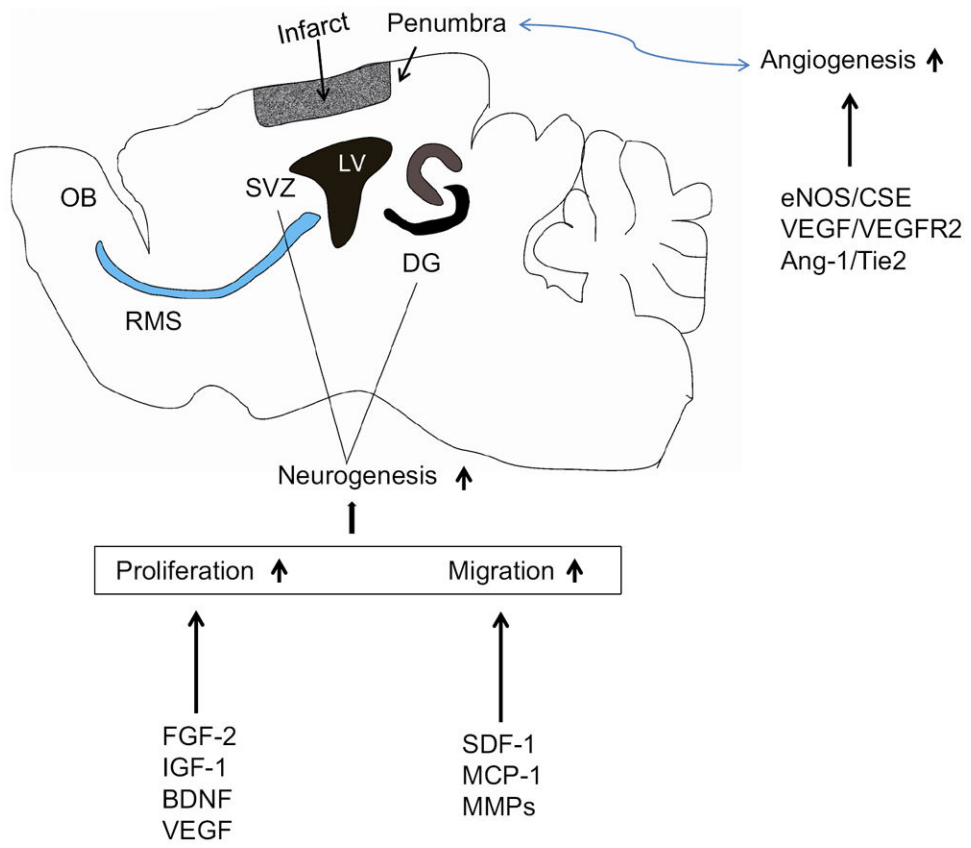 Infarct
Penumbra
Angiogenesis
eNOS/CSE
VEGF/VEGFR2
Ang-1/Tie2
LV
SVZ
OB
DG
RMS
Neurogenesis
Proliferation
Migration
FGF-2
IGF-1
BDNF
VEGF
SDF-1
MCP-1
MMPs